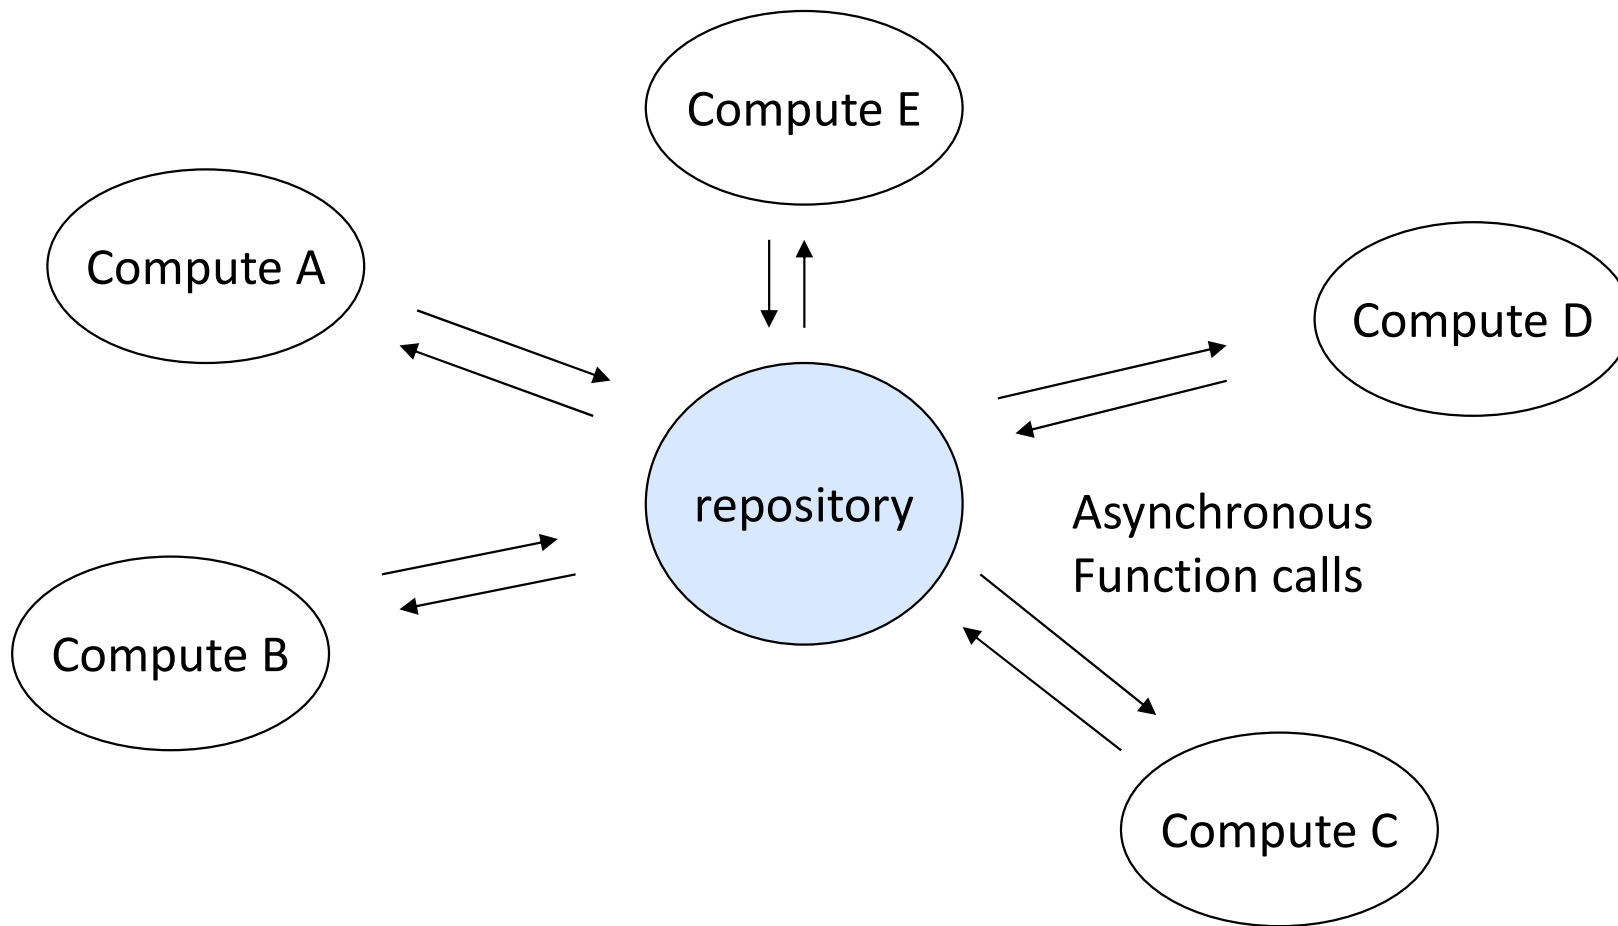 Compute E
Compute A
Compute D
repository
Asynchronous
Function calls
Compute B
Compute C